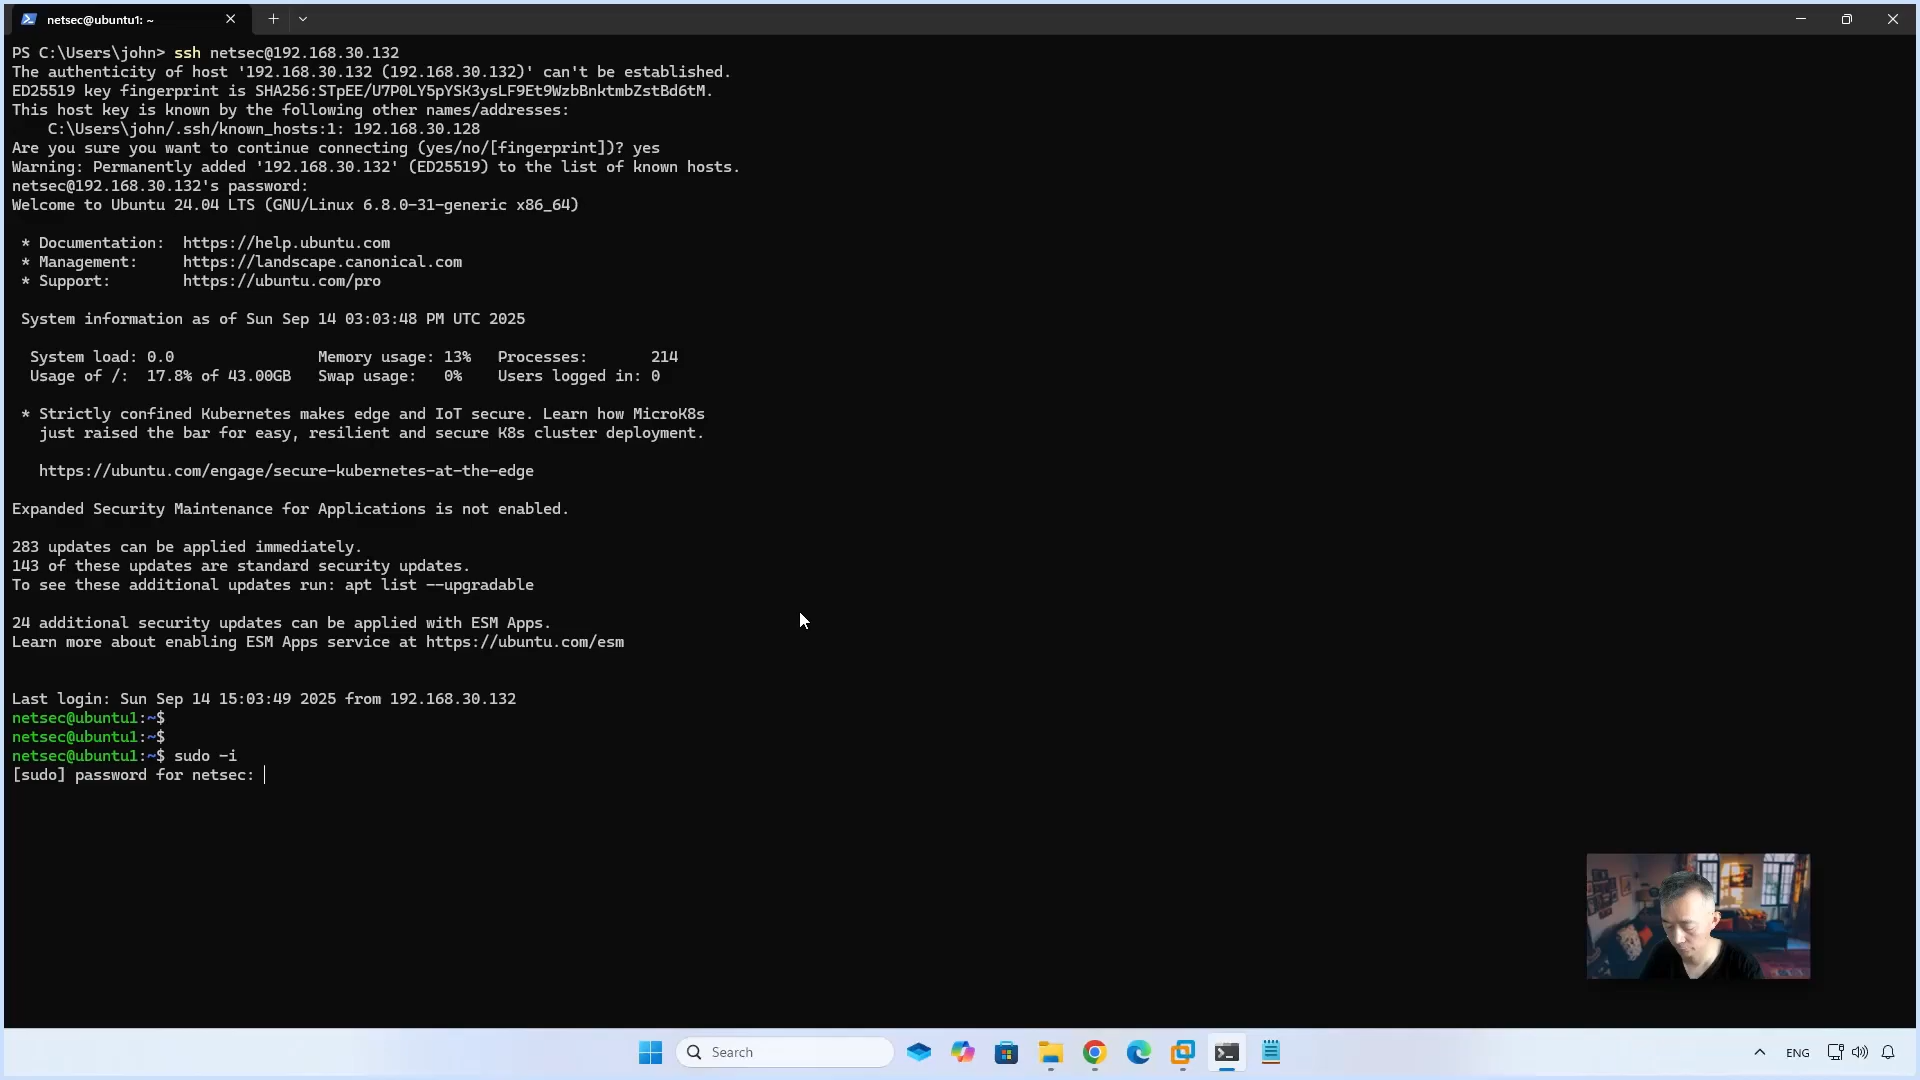 netsec@ubuntu1: ~
PS C:\Users\john> ssh netsec@192.168.30.132
The authenticity of host '192.168.30.132 (192.168.30.132)' can't be established.
ED25519 key fingerprint is SHA256:STpEE/U7P0LY5pYSK3ysLF9Et9WzbBnktmbZstBd6tM.
This host key is known by the following other names/addresses:
    C:\Users\john/.ssh/known_hosts:1: 192.168.30.128
Are you sure you want to continue connecting (yes/no/[fingerprint])? yes
Warning: Permanently added '192.168.30.132' (ED25519) to the list of known hosts.
netsec@192.168.30.132's password:
Welcome to Ubuntu 24.04 LTS (GNU/Linux 6.8.0-31-generic x86_64)
 * Documentation:  https://help.ubuntu.com
 * Management:     https://landscape.canonical.com
 * Support:        https://ubuntu.com/pro
 System information as of Sun Sep 14 03:03:48 PM UTC 2025
  System load: 0.0                Memory usage: 13%   Processes:       214
  Usage of /:  17.8% of 43.00GB   Swap usage:   0%    Users logged in: 0
 * Strictly confined Kubernetes makes edge and IoT secure. Learn how MicroK8s
   just raised the bar for easy, resilient and secure K8s cluster deployment.
   https://ubuntu.com/engage/secure-kubernetes-at-the-edge
Expanded Security Maintenance for Applications is not enabled.
283 updates can be applied immediately.
143 of these updates are standard security updates.
To see these additional updates run: apt list --upgradable
24 additional security updates can be applied with ESM Apps.
Learn more about enabling ESM Apps service at https://ubuntu.com/esm
Last login: Sun Sep 14 15:03:49 2025 from 192.168.30.132
netsec@ubuntu1:~$
netsec@ubuntu1:~$
netsec@ubuntu1:~$ sudo -i
[sudo] password for netsec:
Search
ENG